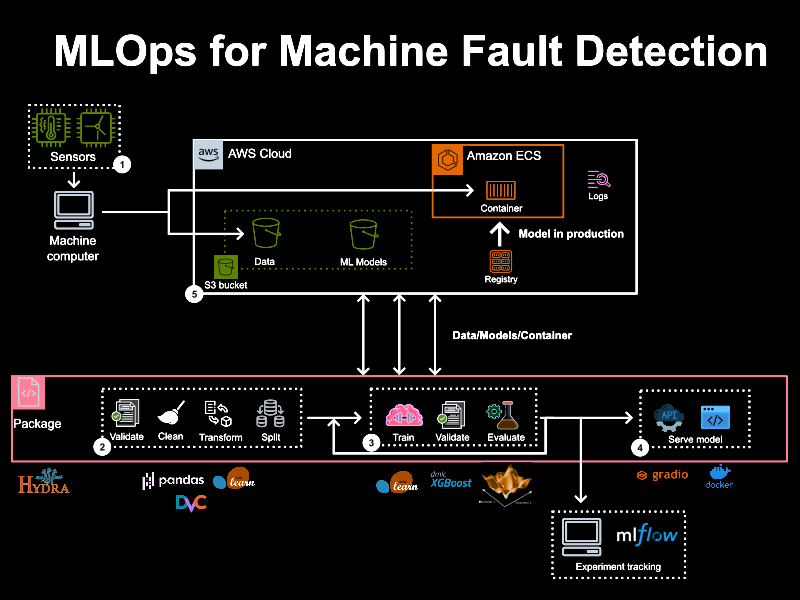 MLOps for Machine Fault Detection
Sensors
1
Machine
computer
aws
AWS Cloud
Amazon ECS
Container
Logs
Model in production
Registry
Data
ML Models
S3 bucket
5
Data/Models/Container
Package
Validate
Clean
Transform
Split
2
Train
Validate
Evaluate
3
API
Serve model
4
HYDRA
pandas
learn
DVC
learn
dmlc
XGBoost
gradio
docker
mlflow
Experiment tracking